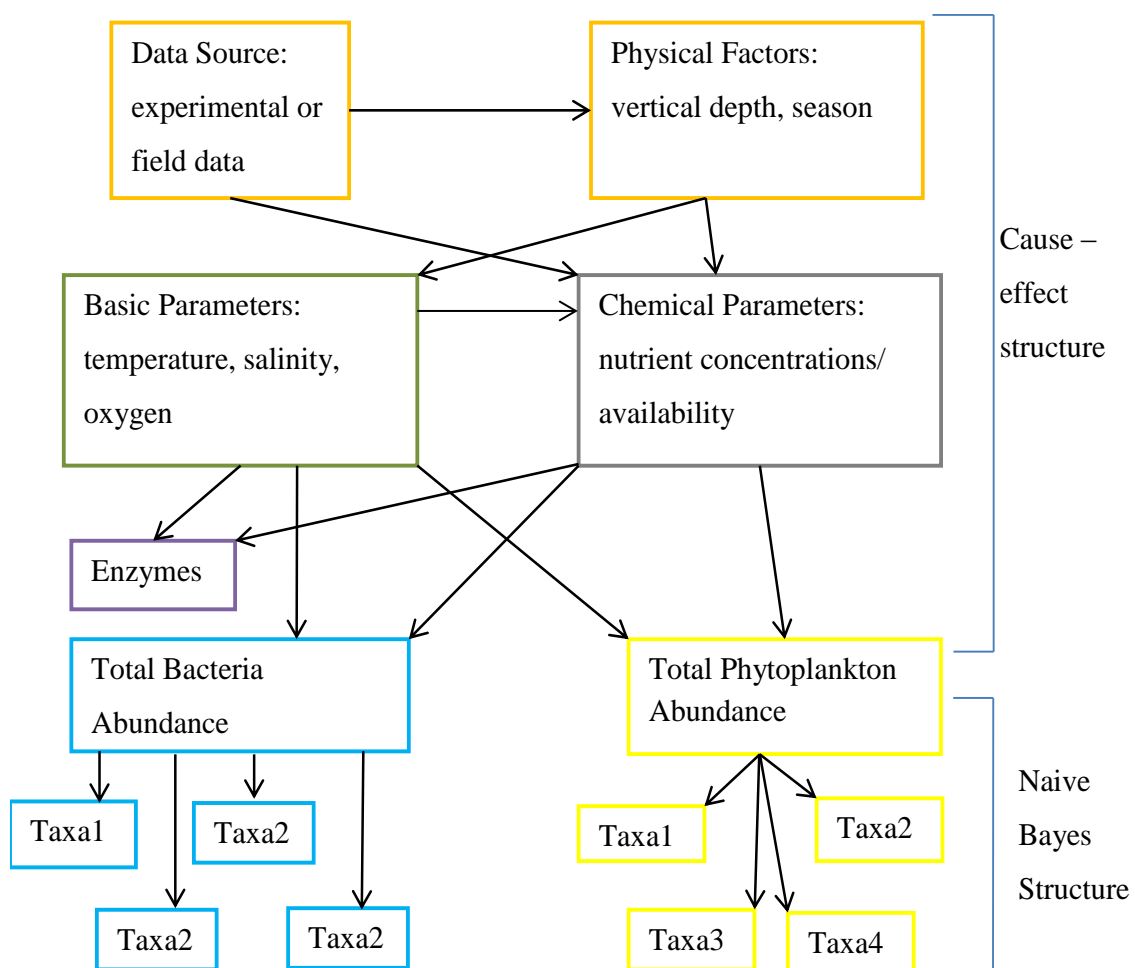 Data Source:
experimental or
field data
Physical Factors:
vertical depth, season
Cause –
effect
structure
Basic Parameters:
temperature, salinity,
oxygen
Chemical Parameters:
nutrient concentrations/
availability
Enzymes
Total Bacteria
Abundance
Total Phytoplankton
Abundance
Taxa1
Taxa2
Taxa2
Taxa2
Taxa1
Taxa2
Taxa3
Taxa4
Naive
Bayes
Structure